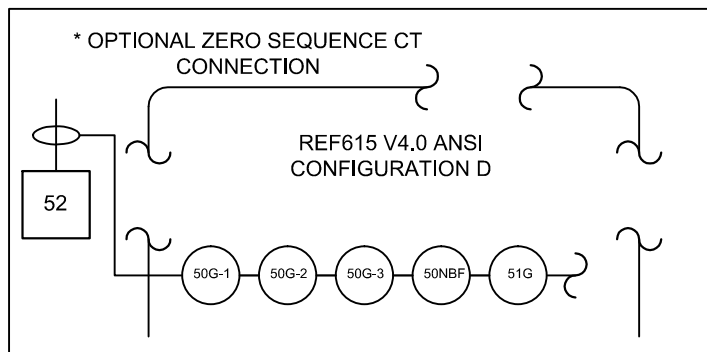 * OPTIONAL ZERO SEQUENCE CT
CONNECTION
REF615 V4.0 ANSI
CONFIGURATION D
52
50G-1
50G-2
50G-3
50NBF
51G